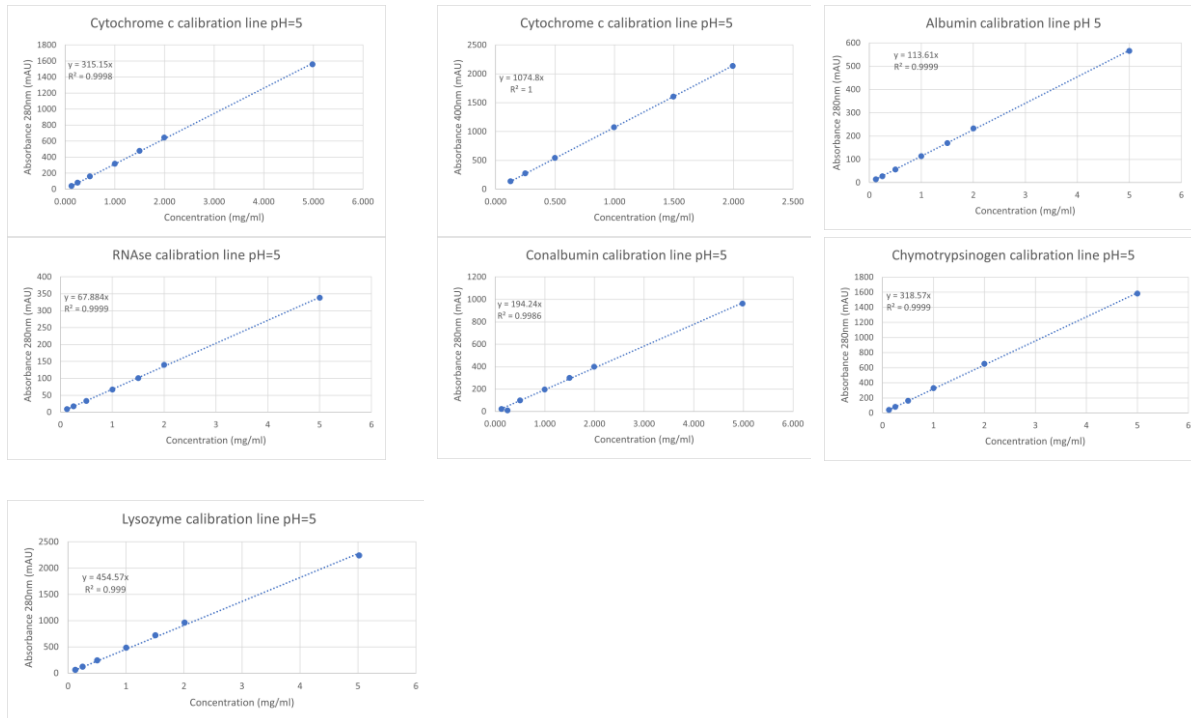 Cytochrome c calibration line pH=5
Absorbance 280nm (mAU)
1800
1600
1400
1200
1000
800
600
400
200
0
y = 315.15x
R² = 0.9998
0.000 1.000 2.000 3.000 4.000 5.000 6.000
Concentration (mg/ml)
Cytochrome c calibration line pH=5
Absorbance 400nm (mAU)
2500
2000
1500
1000
500
0
y = 1074.8x
R² = 1
0.000 0.500 1.000 1.500 2.000 2.500
Concentration (mg/ml)
Albumin calibration line pH 5
Absorbance 280nm (mAU)
600
500
400
300
200
100
0
y = 113.61x
R² = 0.9999
0 1 2 3 4 5 6
Concentration (mg/ml)
RNAse calibration line pH=5
Absorbance 280nm (mAU)
400
350
300
250
200
150
100
50
0
y = 67.884x
R² = 0.9999
0 1 2 3 4 5 6
Concentration (mg/ml)
Conalbumin calibration line pH=5
Absorbance 280nm (mAU)
1200
1000
800
600
400
200
0
y = 194.24x
R² = 0.9986
0.000 1.000 2.000 3.000 4.000 5.000 6.000
Concentration (mg/ml)
Chymotrypsinogen calibration line pH=5
Absorbance 280nm (mAU)
1800
1600
1400
1200
1000
800
600
400
200
0
y = 318.57x
R² = 0.9999
0 1 2 3 4 5 6
Concentration (mg/ml)
Lysozyme calibration line pH=5
Absorbance 280nm (mAU)
2500
2000
1500
1000
500
0
y = 454.57x
R² = 0.999
0 1 2 3 4 5 6
Concentration (mg/ml)